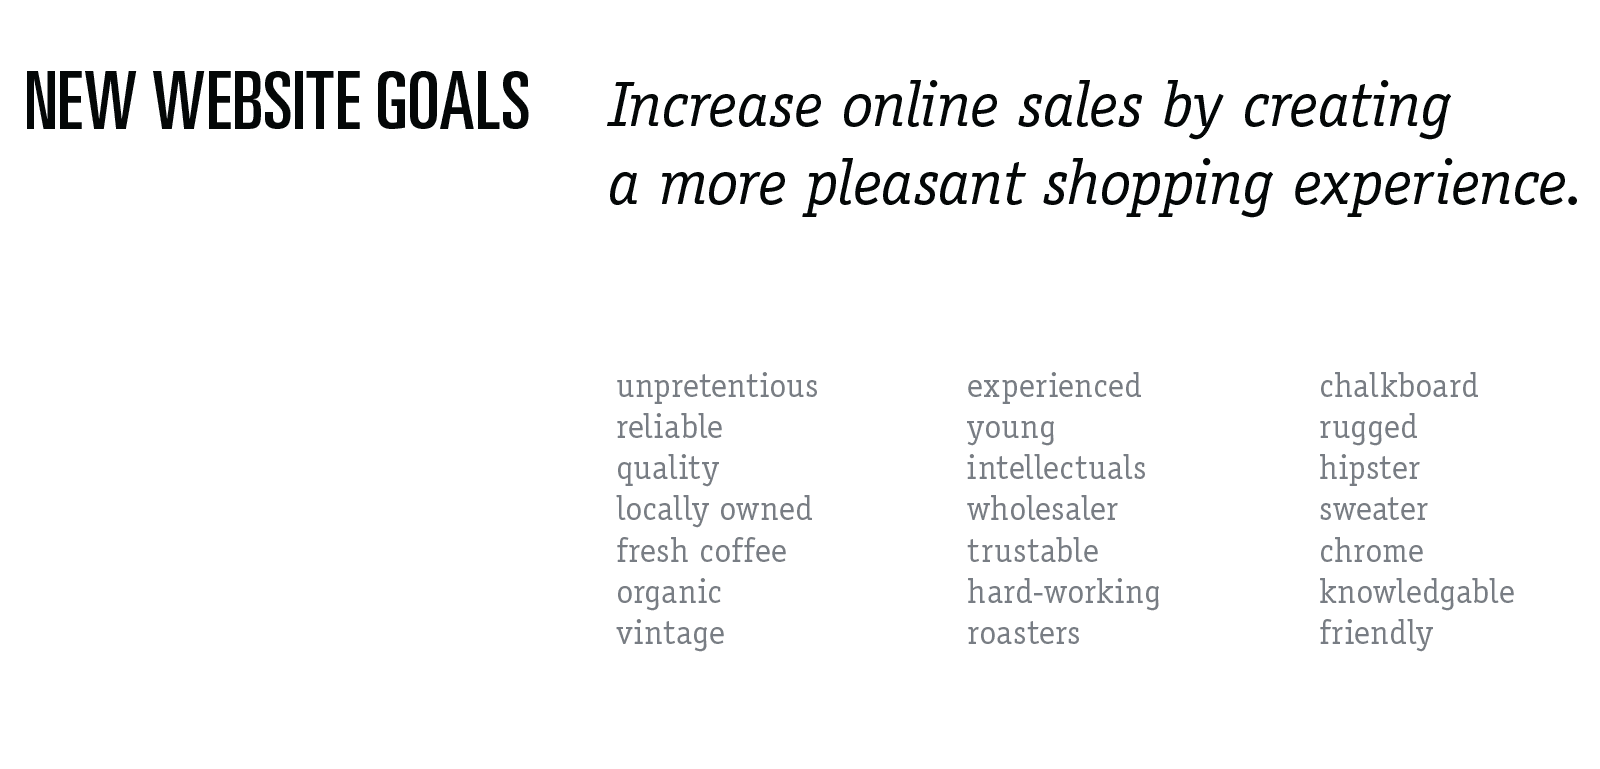 NEW WEBSITE GOALS
Increase online sales by creating
a more pleasant shopping experience.
unpretentious
reliable
quality
locally owned
fresh coffee
organic
vintage
experienced
young
intellectuals
wholesaler
trustable
hard-working
roasters
chalkboard
rugged
hipster
sweater
chrome
knowledgable
friendly